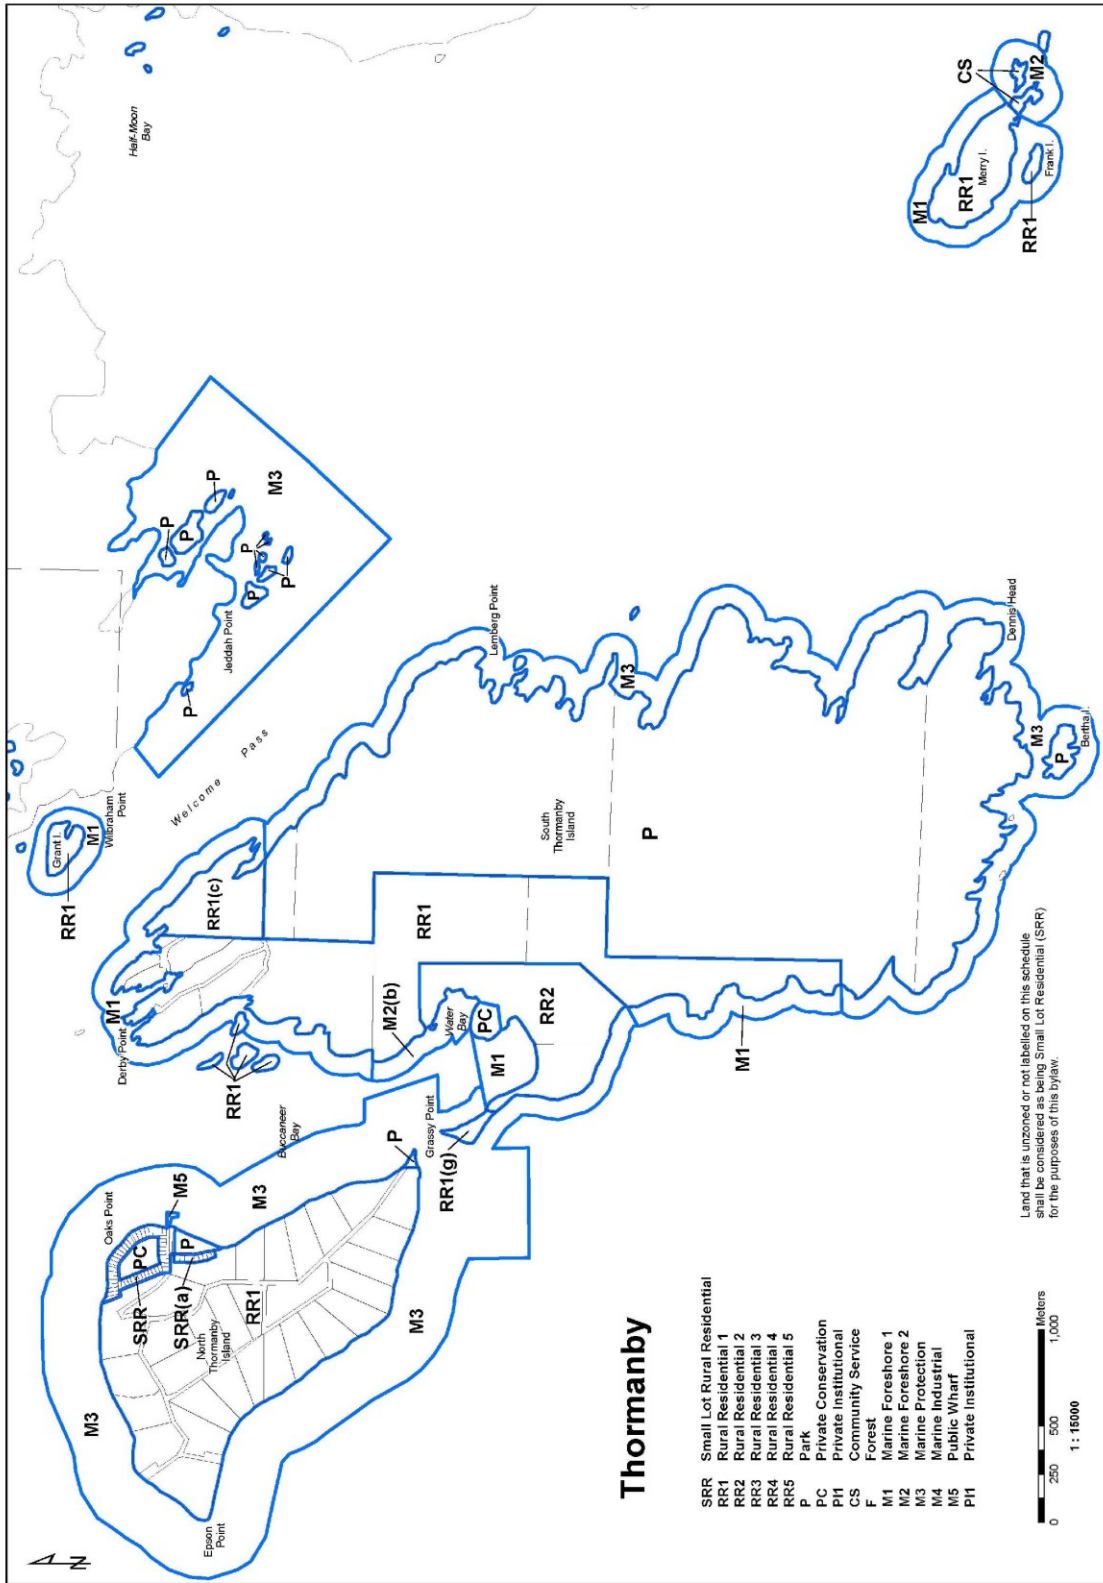 N
M3
Epson
Point
North
Thormanby
Island
RR1
SRR
SRR(a)
PC
P
Oaks Point
M5
M3
M3
P
Buccaneer
Bay
Grassy Point
RR1(g)
Derby Point
M1
RR1
M2(b)
Water
Bay
PC
M1
RR2
RR1
RR1(c)
M1
South
Thormanby
Island
P
Lemberg Point
M3
Dennis Head
M3
P
Bertha I.
Grant I.
M1
RR1
Wilbraham
Point
Welcome Pass
Jeddah Point
P
P
P
P
P
P
P
M3
Half-Moon
Bay
M1
RR1
Merry I.
RR1
Frank I.
CS
M2
Thormanby
SRR Small Lot Rural Residential
RR1 Rural Residential 1
RR2 Rural Residential 2
RR3 Rural Residential 3
RR4 Rural Residential 4
RR5 Rural Residential 5
P Park
PC Private Conservation
PI1 Private Institutional
CS Community Service
F Forest
M1 Marine Foreshore 1
M2 Marine Foreshore 2
M3 Marine Protection
M4 Marine Industrial
M5 Public Wharf
PI1 Private Institutional
0 250 500 1,000
Meters
1 : 15000
Land that is unzoned or not labelled on this schedule
shall be considered as being Small Lot Residential (SRR)
for the purposes of this bylaw.